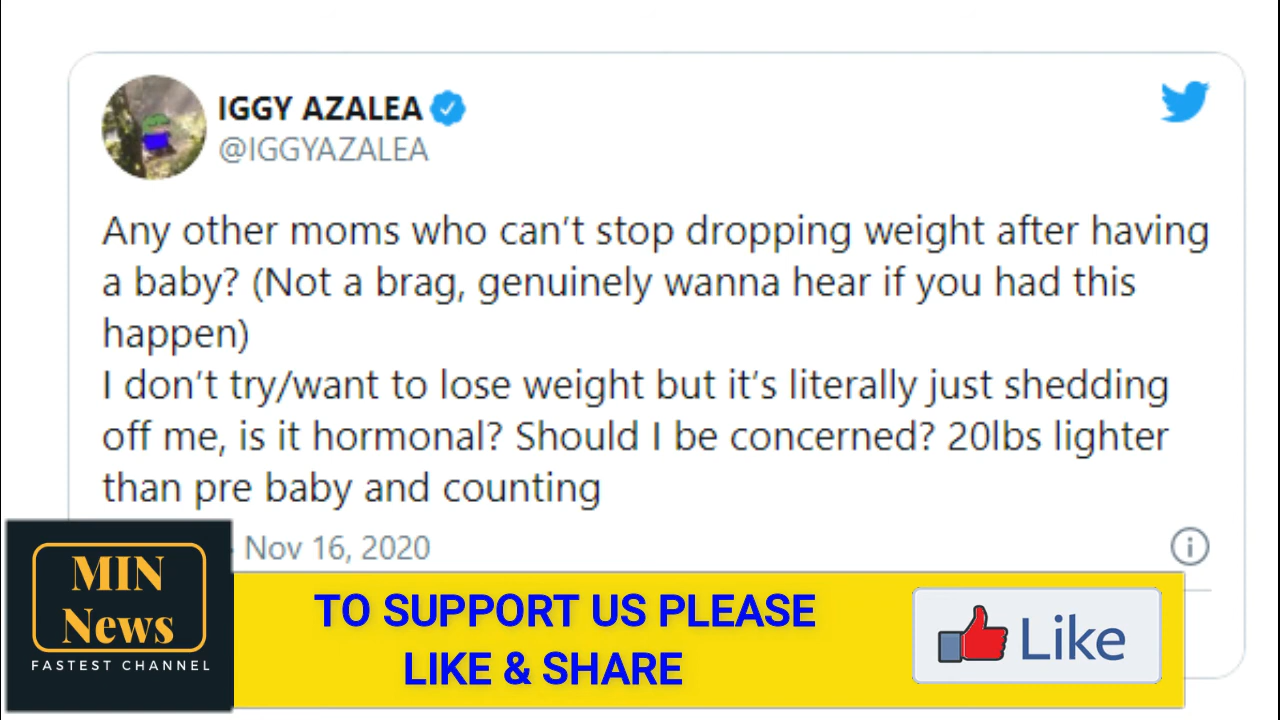 IGGY AZALEA
@IGGYAZALEA
Any other moms who can't stop dropping weight after having
a baby? (Not a brag, genuinely wanna hear if you had this
happen)
I don't try/want to lose weight but it's literally just shedding
off me, is it hormonal? Should I be concerned? 20lbs lighter
than pre baby and counting
Nov 16, 2020
MIN
News
FASTEST CHANNEL
TO SUPPORT US PLEASE
LIKE & SHARE
Like